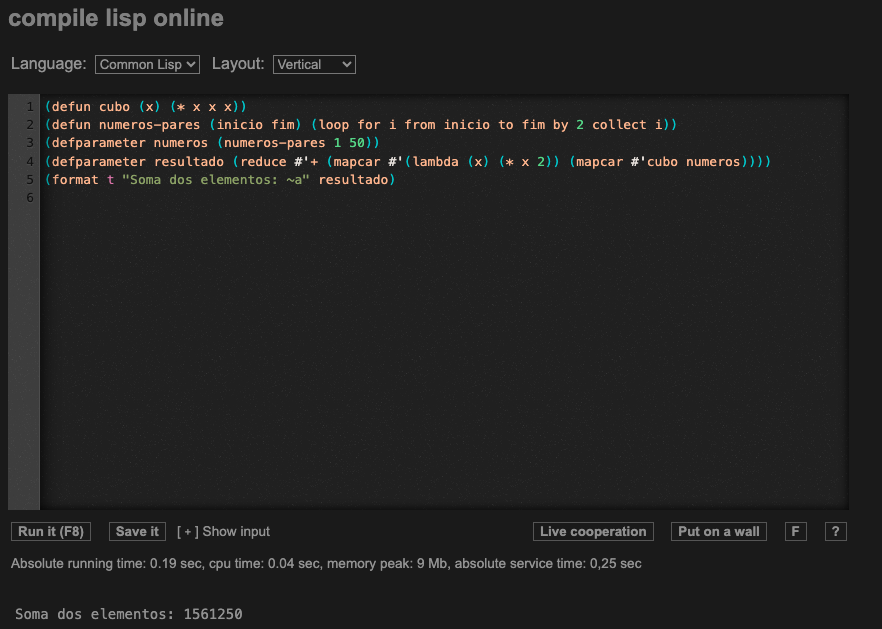 compile lisp online
Language: Common Lisp Layout: Vertical
1 (defun cubo (x) (* x x x))
2 (defun numeros-pares (inicio fim) (loop for i from inicio to fim by 2 collect i))
3 (defparameter numeros (numeros-pares 1 50))
4 (defparameter resultado (reduce #'+ (mapcar #'(lambda (x) (* x 2)) (mapcar #'cubo numeros))))
5 (format t "Soma dos elementos: ~a" resultado)
6
Run it (F8) Save it [ + ] Show input Live cooperation Put on a wall F ?
Absolute running time: 0.19 sec, cpu time: 0.04 sec, memory peak: 9 Mb, absolute service time: 0,25 sec
Soma dos elementos: 1561250